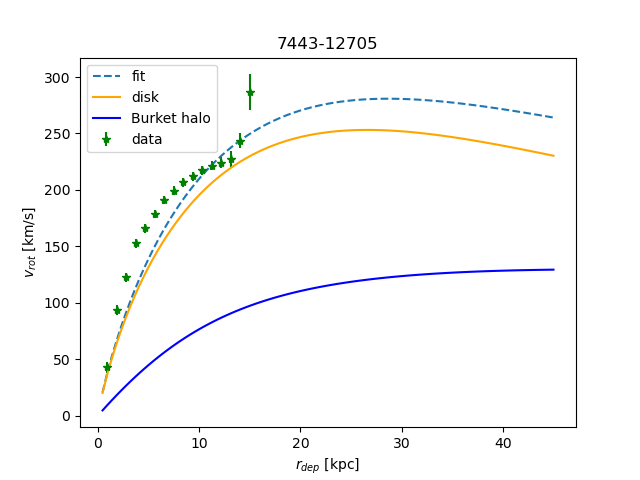 7443-12705
fit
disk
Burket halo
data
300
250
200
150
100
50
0
v_rot [km/s]
0 10 20 30 40
r_dep [kpc]